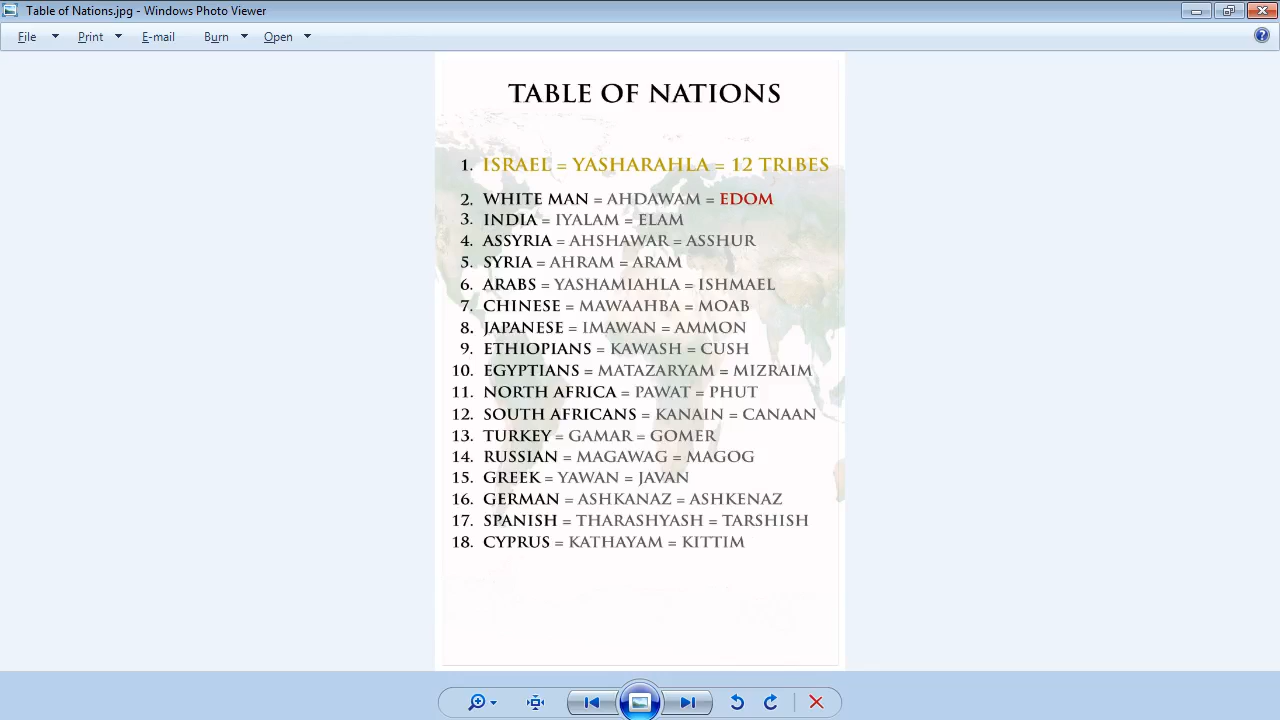 Table of Nations.jpg - Windows Photo Viewer
File Print E-mail Burn Open
TABLE OF NATIONS
1. ISRAEL = YASHARAHLA = 12 TRIBES
2. WHITE MAN = AHDAWAM = EDOM
3. INDIA = IYALAM = ELAM
4. ASSYRIA = AHSHAWAR = ASSHUR
5. SYRIA = AHRAM = ARAM
6. ARABS = YASHAMIAHLA = ISHMAEL
7. CHINESE = MAWAAHBA = MOAB
8. JAPANESE = IMAWAN = AMMON
9. ETHIOPIANS = KAWASH = CUSH
10. EGYPTIANS = MATAZARYAM = MIZRAIM
11. NORTH AFRICA = PAWAT = PHUT
12. SOUTH AFRICANS = KANAIN = CANAAN
13. TURKEY = GAMAR = GOMER
14. RUSSIAN = MAGAWAG = MAGOG
15. GREEK = YAWAN = JAVAN
16. GERMAN = ASHKANAZ = ASHKENAZ
17. SPANISH = THARASHYASH = TARSHISH
18. CYPRUS = KATHAYAM = KITTIM